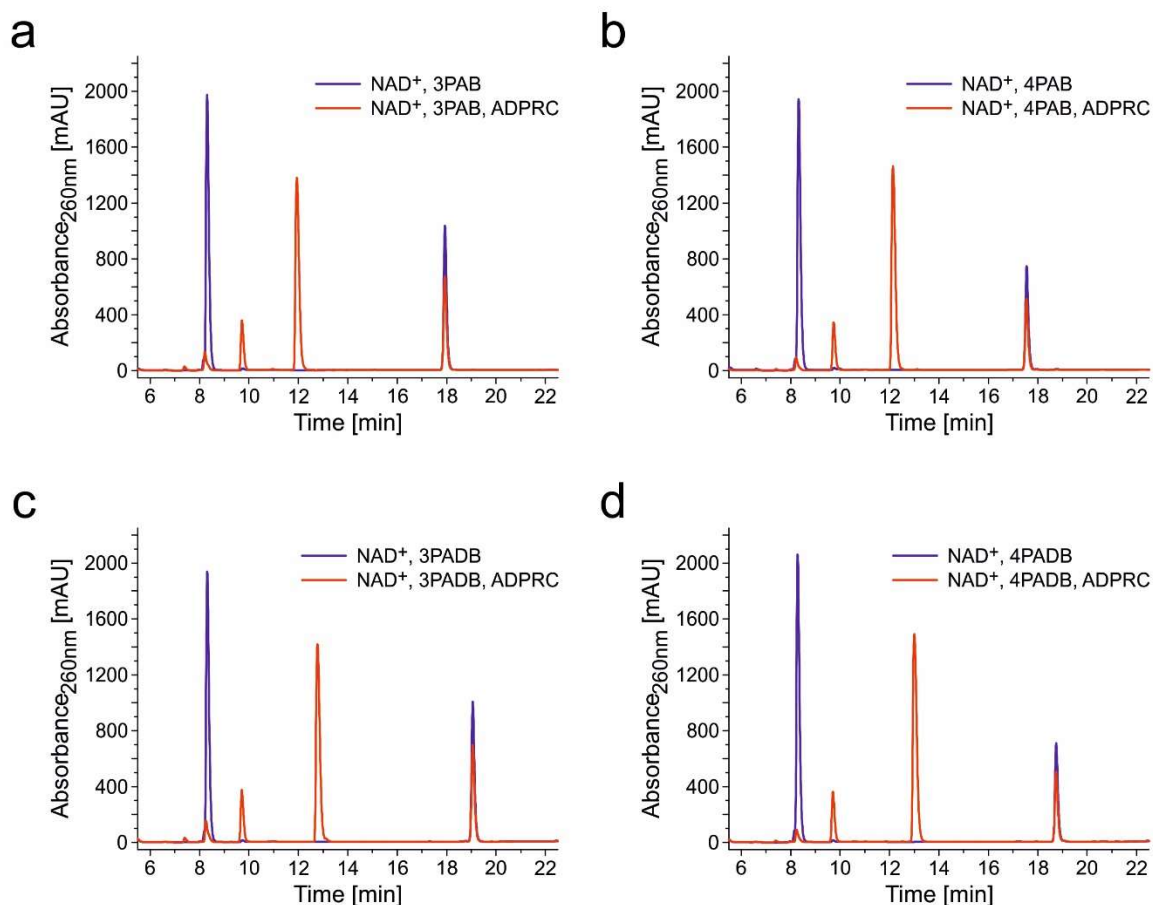 a
NAD⁺, 3PAB
NAD⁺, 3PAB, ADPRC
Absorbance260nm [mAU]
2000
1600
1200
800
400
0
6 8 10 12 14 16 18 20 22
Time [min]
b
NAD⁺, 4PAB
NAD⁺, 4PAB, ADPRC
Absorbance260nm [mAU]
2000
1600
1200
800
400
0
6 8 10 12 14 16 18 20 22
Time [min]
c
NAD⁺, 3PADB
NAD⁺, 3PADB, ADPRC
Absorbance260nm [mAU]
2000
1600
1200
800
400
0
6 8 10 12 14 16 18 20 22
Time [min]
d
NAD⁺, 4PADB
NAD⁺, 4PADB, ADPRC
Absorbance260nm [mAU]
2000
1600
1200
800
400
0
6 8 10 12 14 16 18 20 22
Time [min]